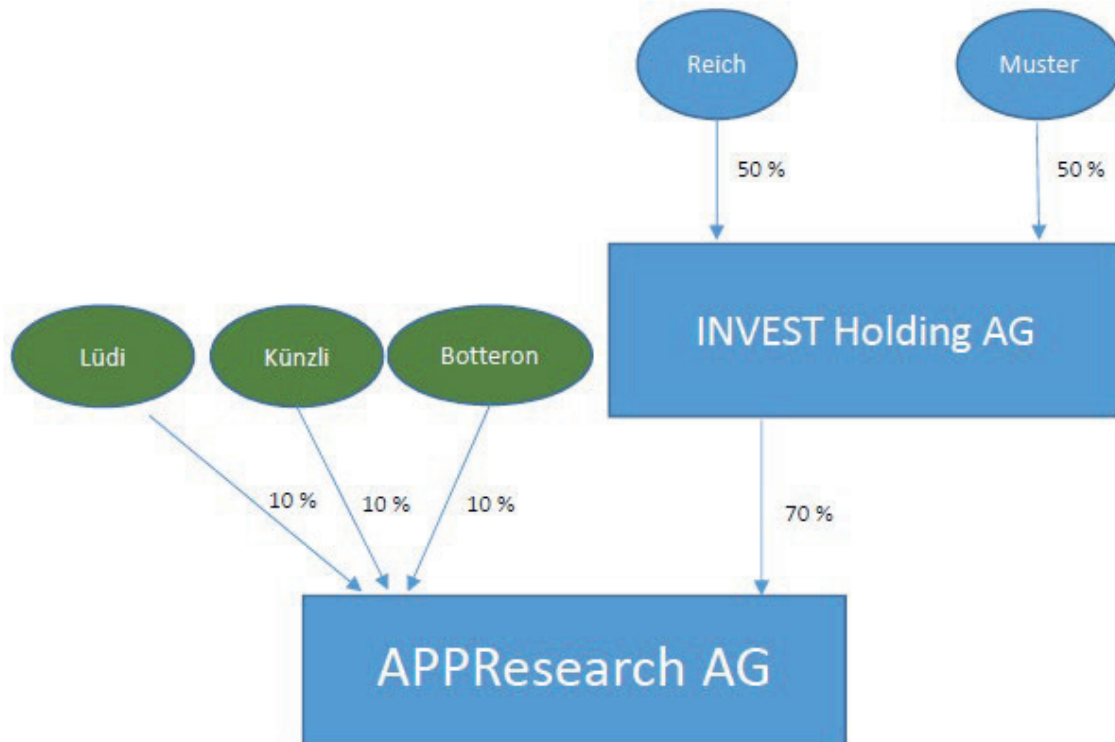 Reich
Muster
50 %
50 %
INVEST Holding AG
Lüdi
Künzli
Botteron
10 %
10 %
10 %
70 %
APPResearch AG